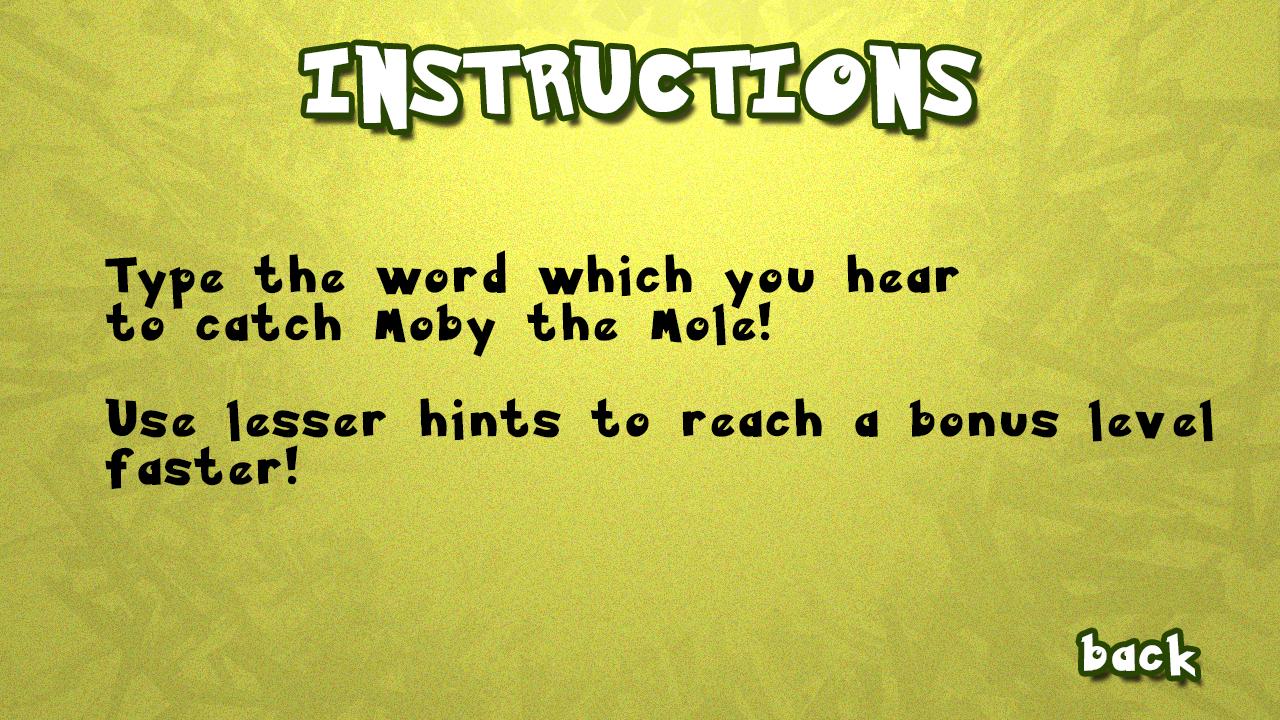 INSTRUCTIONS
Type the word which you hear
to catch Moby the Mole!
Use lesser hints to reach a bonus level
faster!
back